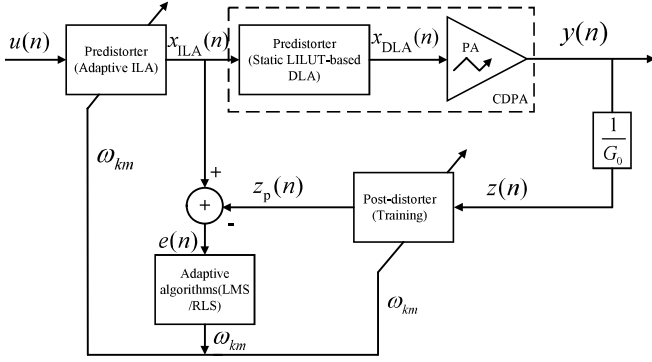 u(n)
Predistorter
(Adaptive ILA)
x_ILA(n)
Predistorter
(Static LILUT-based
DLA)
x_DLA(n)
PA
CDPA
y(n)
1
G_0
ω_km
+
z_p(n)
Post-distorter
(Training)
z(n)
+
-
e(n)
Adaptive
algorithms(LMS
/RLS)
ω_km
ω_km